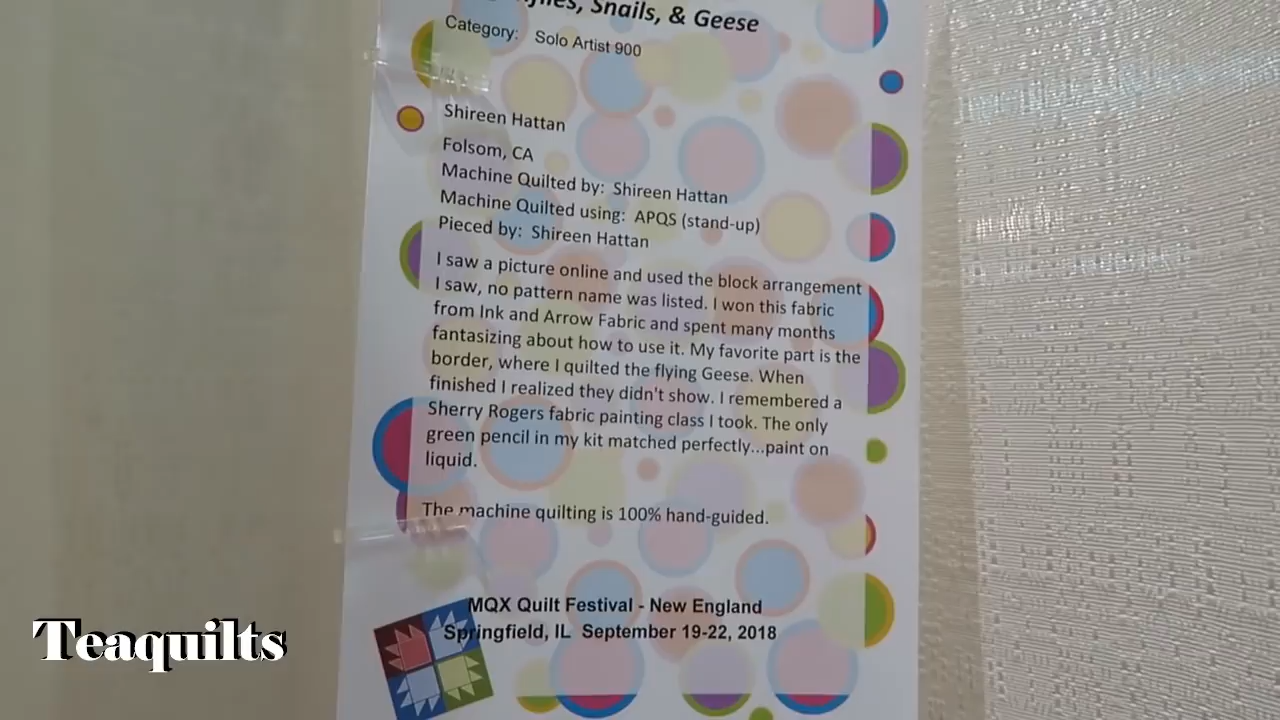 Snails, & Geese
Category: Solo Artist 900
Shireen Hattan
Folsom, CA
Machine Quilted by: Shireen Hattan
Machine Quilted using: APQS (stand-up)
Pieced by: Shireen Hattan
I saw a picture online and used the block arrangement
I saw, no pattern name was listed. I won this fabric
from Ink and Arrow Fabric and spent many months
fantasizing about how to use it. My favorite part is the
border, where I quilted the flying Geese. When
finished I realized they didn't show. I remembered a
Sherry Rogers fabric painting class I took. The only
green pencil in my kit matched perfectly...paint on
liquid.
The machine quilting is 100% hand-guided.
MQX Quilt Festival - New England
Springfield, IL September 19-22, 2018
Teaquilts